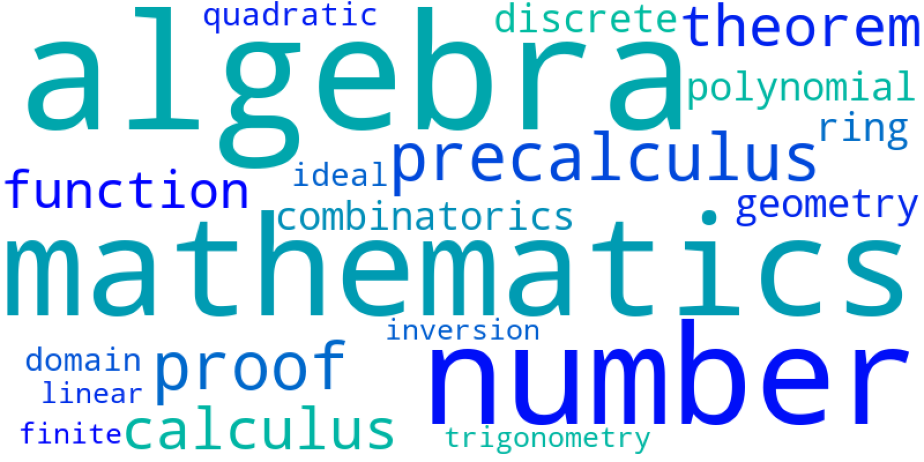 quadratic
discrete
theorem
algebra
polynomial
ring
precalculus
ideal
function
geometry
combinatorics
mathematics
inversion
number
domain
proof
linear
finite
calculus
trigonometry